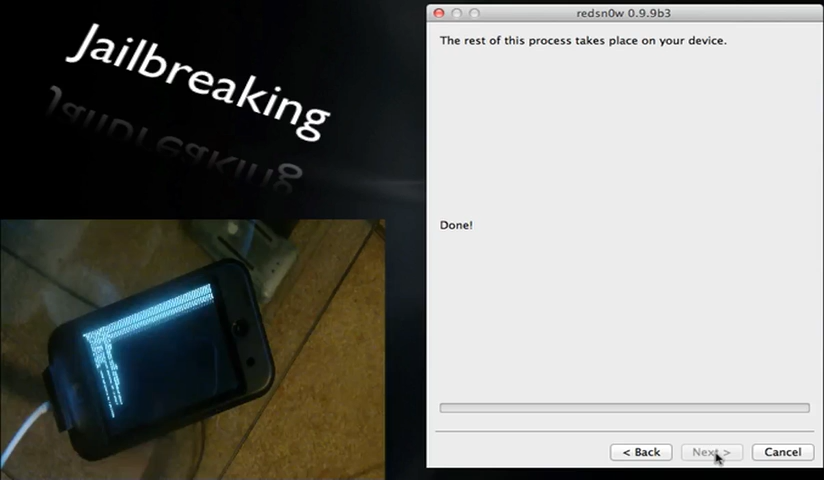 Jailbreaking
redsn0w 0.9.9b3
The rest of this process takes place on your device.
Done!
< Back
Next >
Cancel